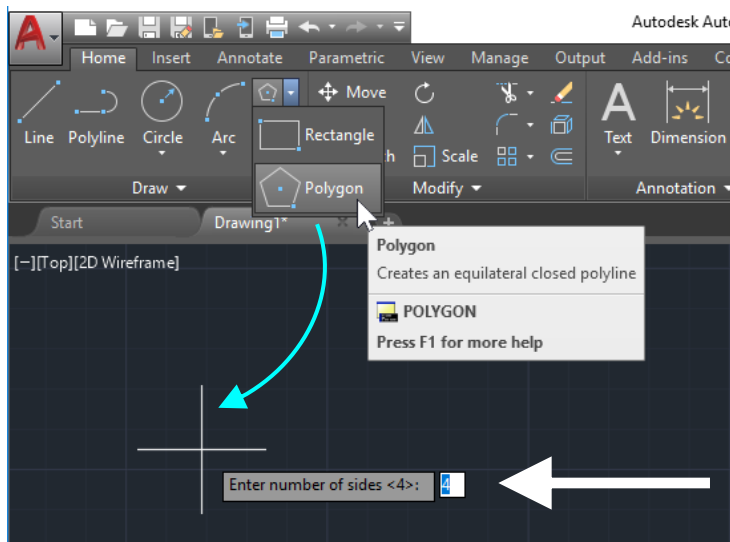 Autodesk Auto
Home Insert Annotate Parametric View Manage Output Add-ins Co
Move
Line Polyline Circle Arc Rectangle Text Dimension
h Scale
Polygon
Draw Modify Annotation
Start Drawing1*
Polygon
Creates an equilateral closed polyline
POLYGON
Press F1 for more help
[−][Top][2D Wireframe]
Enter number of sides <4>: 4